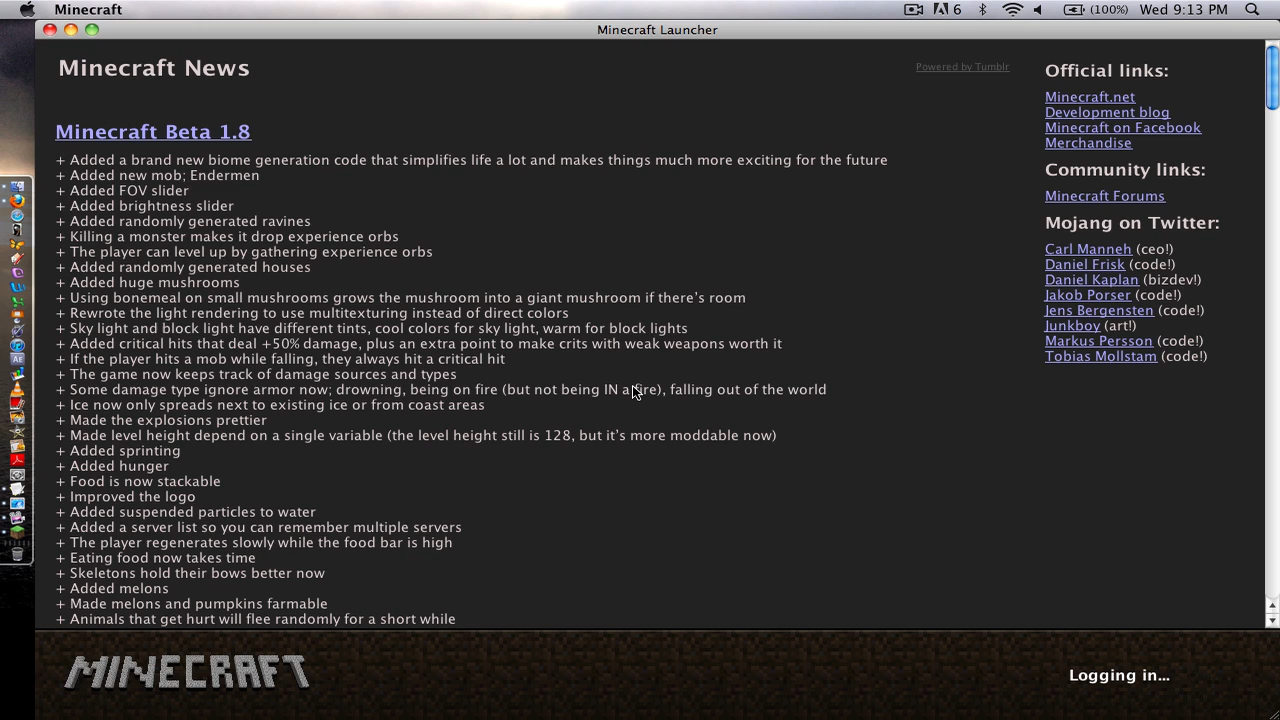 Minecraft
6
(100%)
Wed 9:13 PM
Minecraft Launcher
Minecraft News
Powered by Tumblr
Minecraft Beta 1.8
+ Added a brand new biome generation code that simplifies life a lot and makes things much more exciting for the future
+ Added new mob; Endermen
+ Added FOV slider
+ Added brightness slider
+ Added randomly generated ravines
+ Killing a monster makes it drop experience orbs
+ The player can level up by gathering experience orbs
+ Added randomly generated houses
+ Added huge mushrooms
+ Using bonemeal on small mushrooms grows the mushroom into a giant mushroom if there's room
+ Rewrote the light rendering to use multitexturing instead of direct colors
+ Sky light and block light have different tints, cool colors for sky light, warm for block lights
+ Added critical hits that deal +50% damage, plus an extra point to make crits with weak weapons worth it
+ If the player hits a mob while falling, they always hit a critical hit
+ The game now keeps track of damage sources and types
+ Some damage type ignore armor now; drowning, being on fire (but not being IN a fire), falling out of the world
+ Ice now only spreads next to existing ice or from coast areas
+ Made the explosions prettier
+ Made level height depend on a single variable (the level height still is 128, but it's more moddable now)
+ Added sprinting
+ Added hunger
+ Food is now stackable
+ Improved the logo
+ Added suspended particles to water
+ Added a server list so you can remember multiple servers
+ The player regenerates slowly while the food bar is high
+ Eating food now takes time
+ Skeletons hold their bows better now
+ Added melons
+ Made melons and pumpkins farmable
+ Animals that get hurt will flee randomly for a short while
Official links:
Minecraft.net
Development blog
Minecraft on Facebook
Merchandise
Community links:
Minecraft Forums
Mojang on Twitter:
Carl Manneh (ceo!)
Daniel Frisk (code!)
Daniel Kaplan (bizdev!)
Jakob Porser (code!)
Jens Bergensten (code!)
Junkboy (art!)
Markus Persson (code!)
Tobias Mollstam (code!)
MINECRAFT
Logging in...